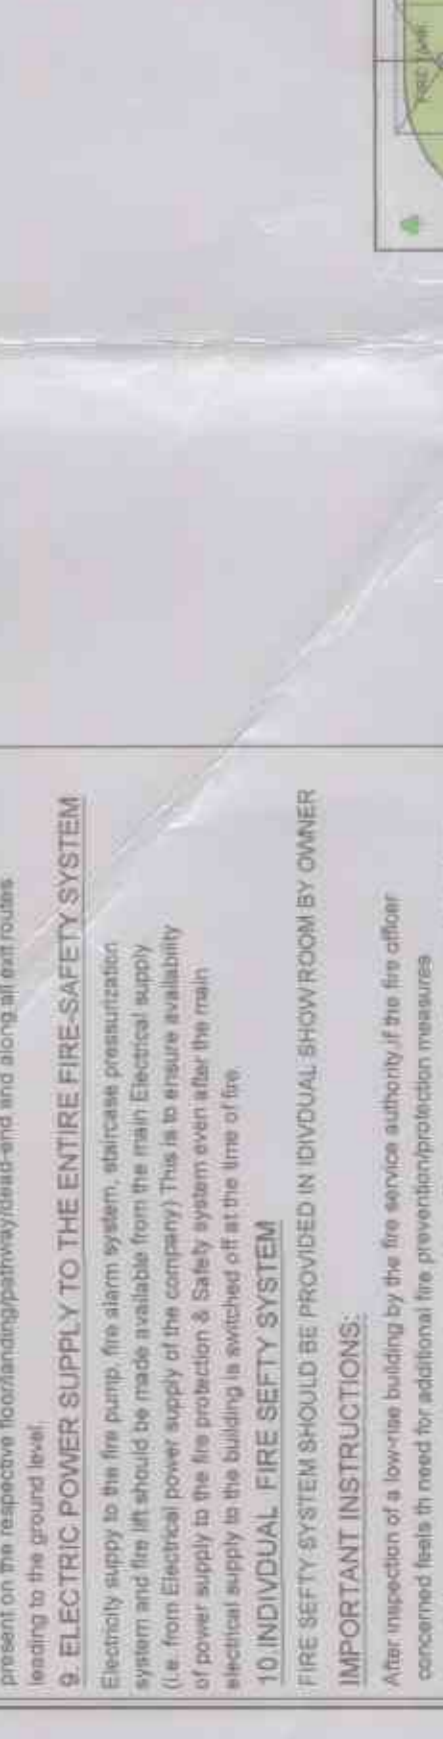 present on the respective floor/landing/pathway/dead-end and along all exit routes
leading to the ground level.
9. ELECTRIC POWER SUPPLY TO THE ENTIRE FIRE-SAFETY SYSTEM
Electricity suppy to the fire pump, fire alarm system, staircase pressurization
system and fire lift should be made available from the main Electrical supply
(i.e. from Electrical power supply of the company) This is to ensure availability
of power supply to the fire protection & Safety system even after the main
electrical supply to the building is switched off at the time of fire.
10.INDIVDUAL FIRE SEFTY SYSTEM
FIRE SEFTY SYSTEM SHOULD BE PROVIDED IN IDIVDUAL SHOW ROOM BY OWNER
IMPORTANT INSTRUCTIONS:
After inspection of a low-rise building by the fire service authority,if the fire officer
concerned feels th need for additional fire prevention/protection measures